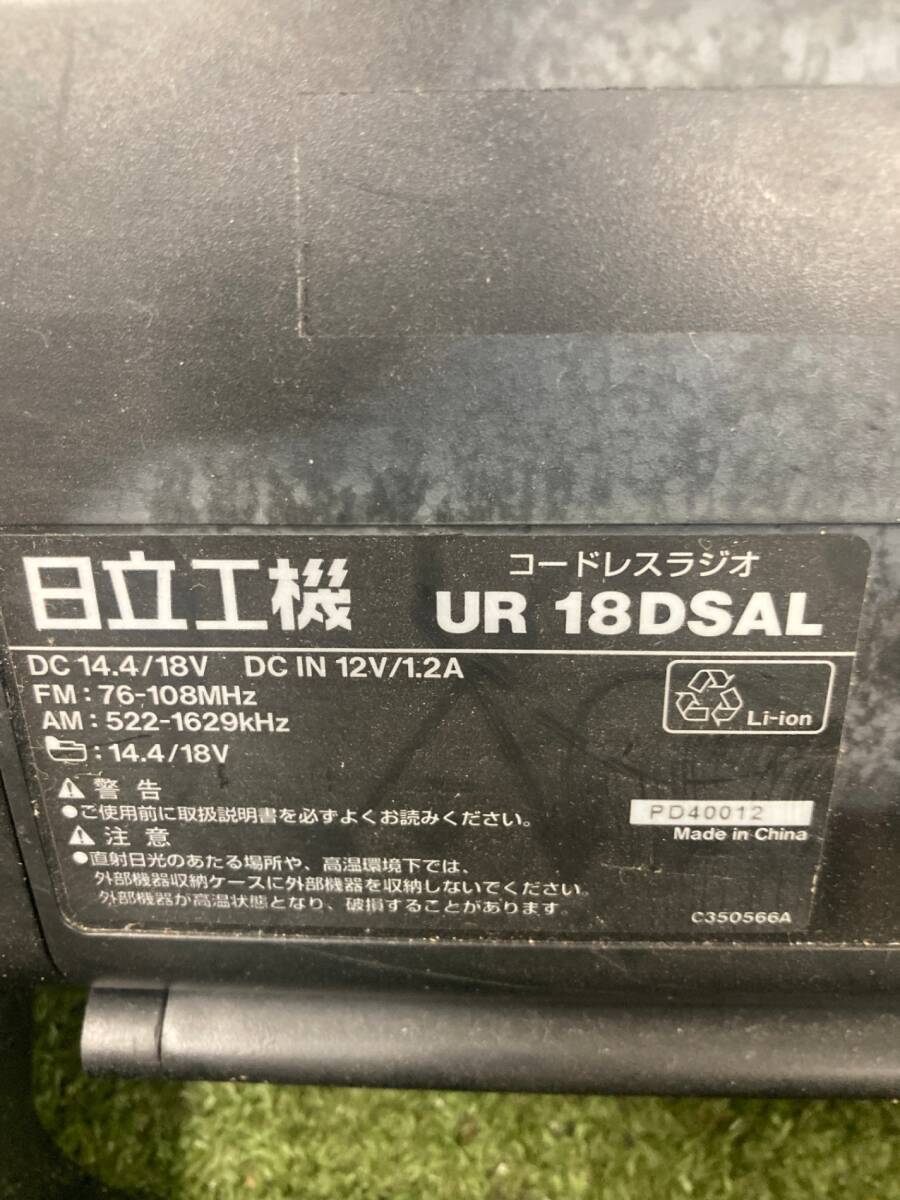 日立工機
コードレスラジオ
UR 18DSAL
DC 14.4/18V DC IN 12V/1.2A
FM : 76-108MHz
AM : 522-1629kHz
: 14.4/18V
Li-ion
警告
●ご使用前に取扱説明書を必ずよくお読みください。
PD40012
Made in China
注意
●直射日光のあたる場所や、高温環境下では、
外部機器収納ケースに外部機器を収納しないでください。
外部機器が高温状態となり、破損することがあります。
C350566A